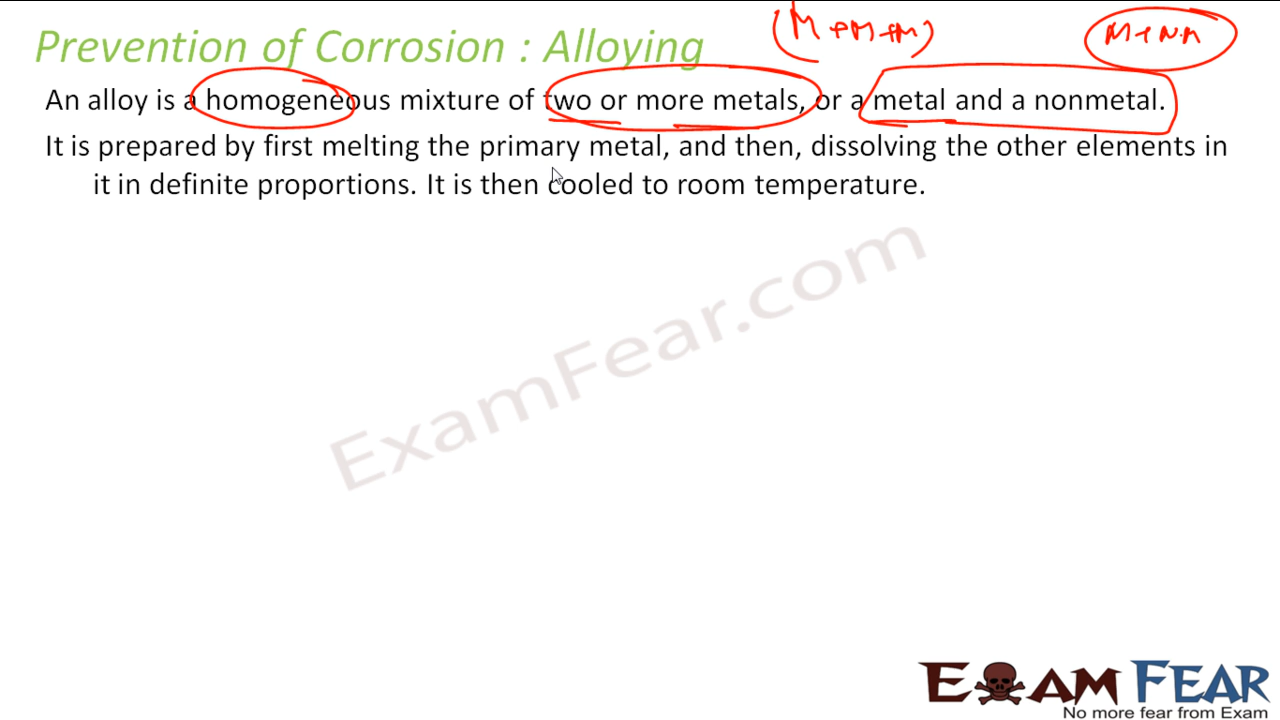 Prevention of Corrosion : Alloying
(M+M+M)
M+N.M
An alloy is a homogeneous mixture of two or more metals, or a metal and a nonmetal.
It is prepared by first melting the primary metal, and then, dissolving the other elements in
it in definite proportions. It is then cooled to room temperature.
ExamFear.com
EXAM FEAR
No more fear from Exam